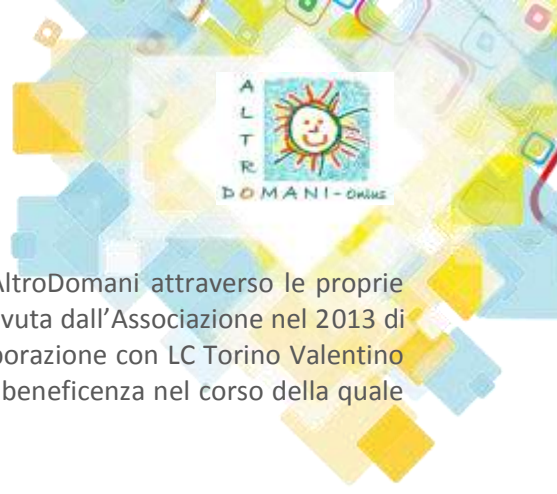 A
L
T
R
DOMANI-Onlus
AltroDomani attraverso le proprie
vuta dall’Associazione nel 2013 di
porazione con LC Torino Valentino
beneficenza nel corso della quale